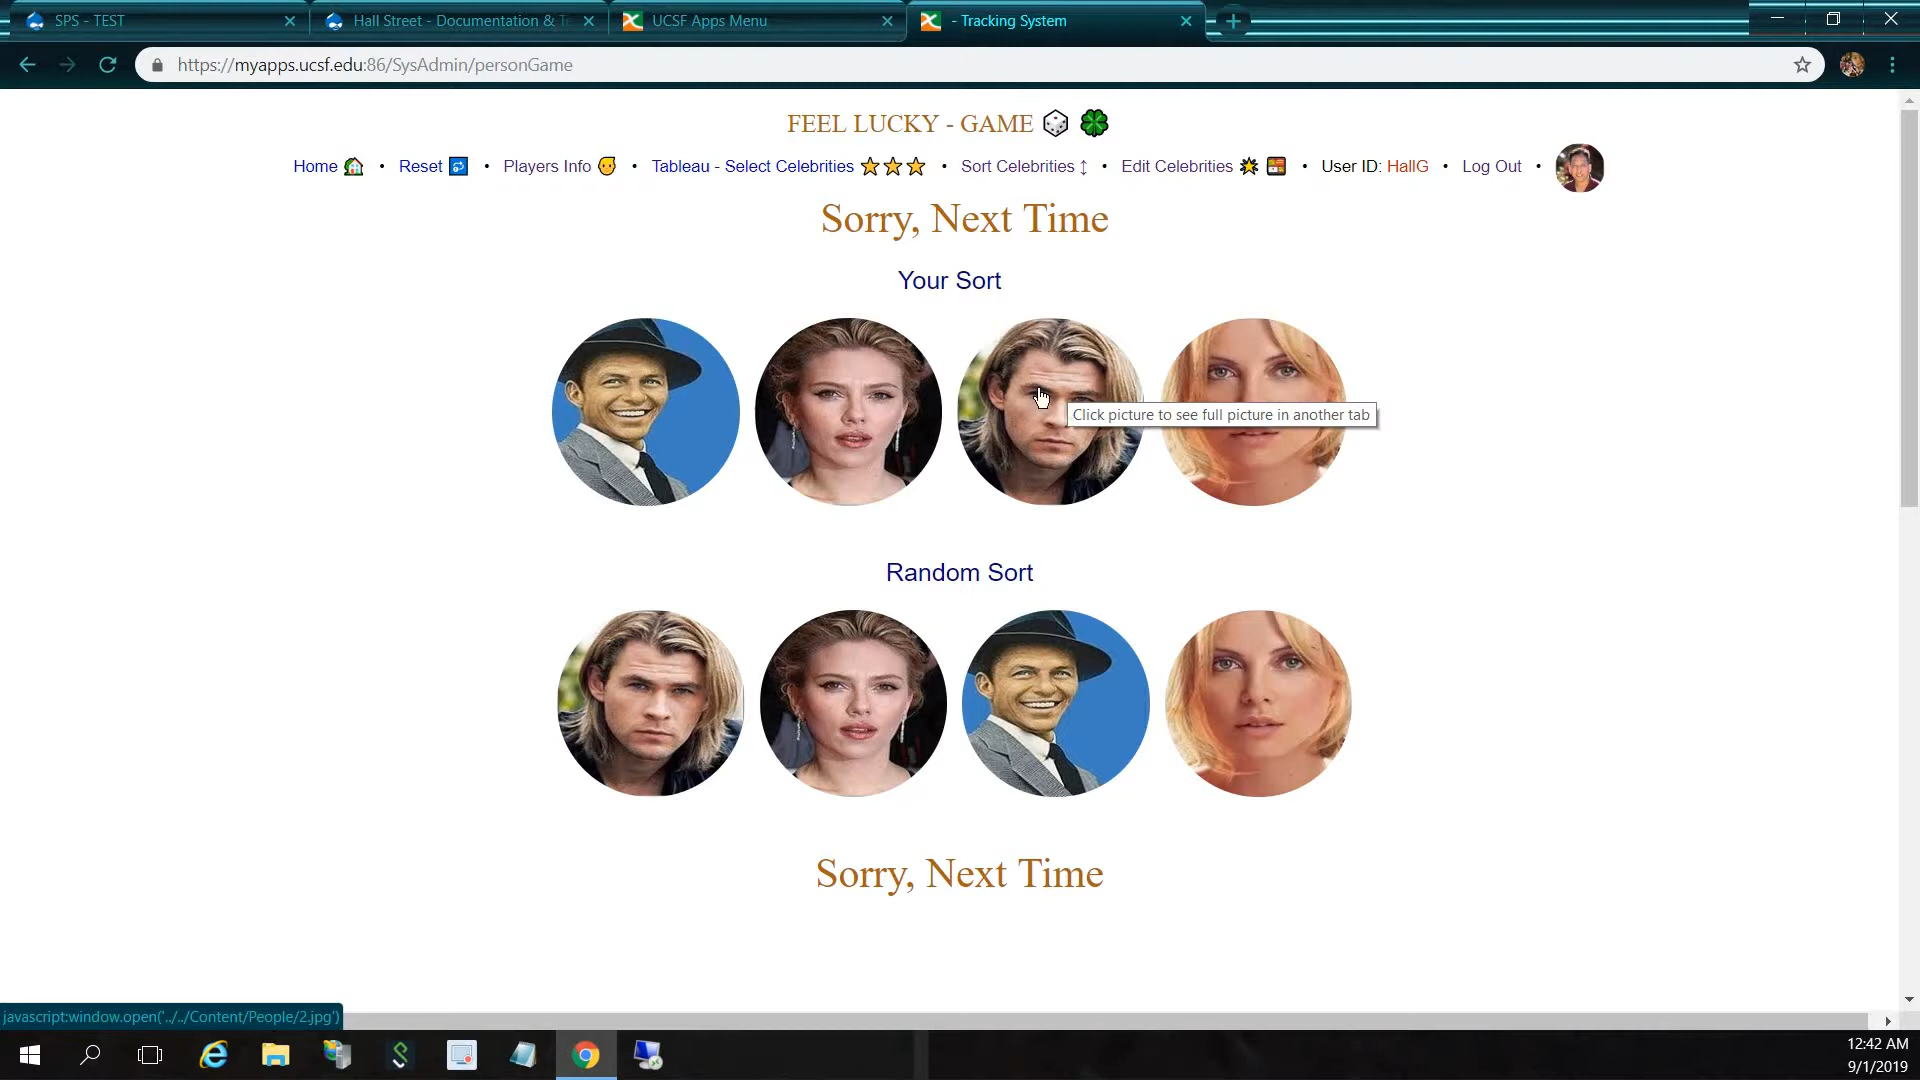 SPS - TEST
Hall Street - Documentation & Te
UCSF Apps Menu
- Tracking System
https://myapps.ucsf.edu:86/SysAdmin/personGame
FEEL LUCKY - GAME
Home • Reset • Players Info • Tableau - Select Celebrities • Sort Celebrities ↕ • Edit Celebrities • User ID: HallG • Log Out •
Sorry, Next Time
Your Sort
Click picture to see full picture in another tab
Random Sort
Sorry, Next Time
javascript:window.open('../../Content/People/2.jpg')
12:42 AM
9/1/2019